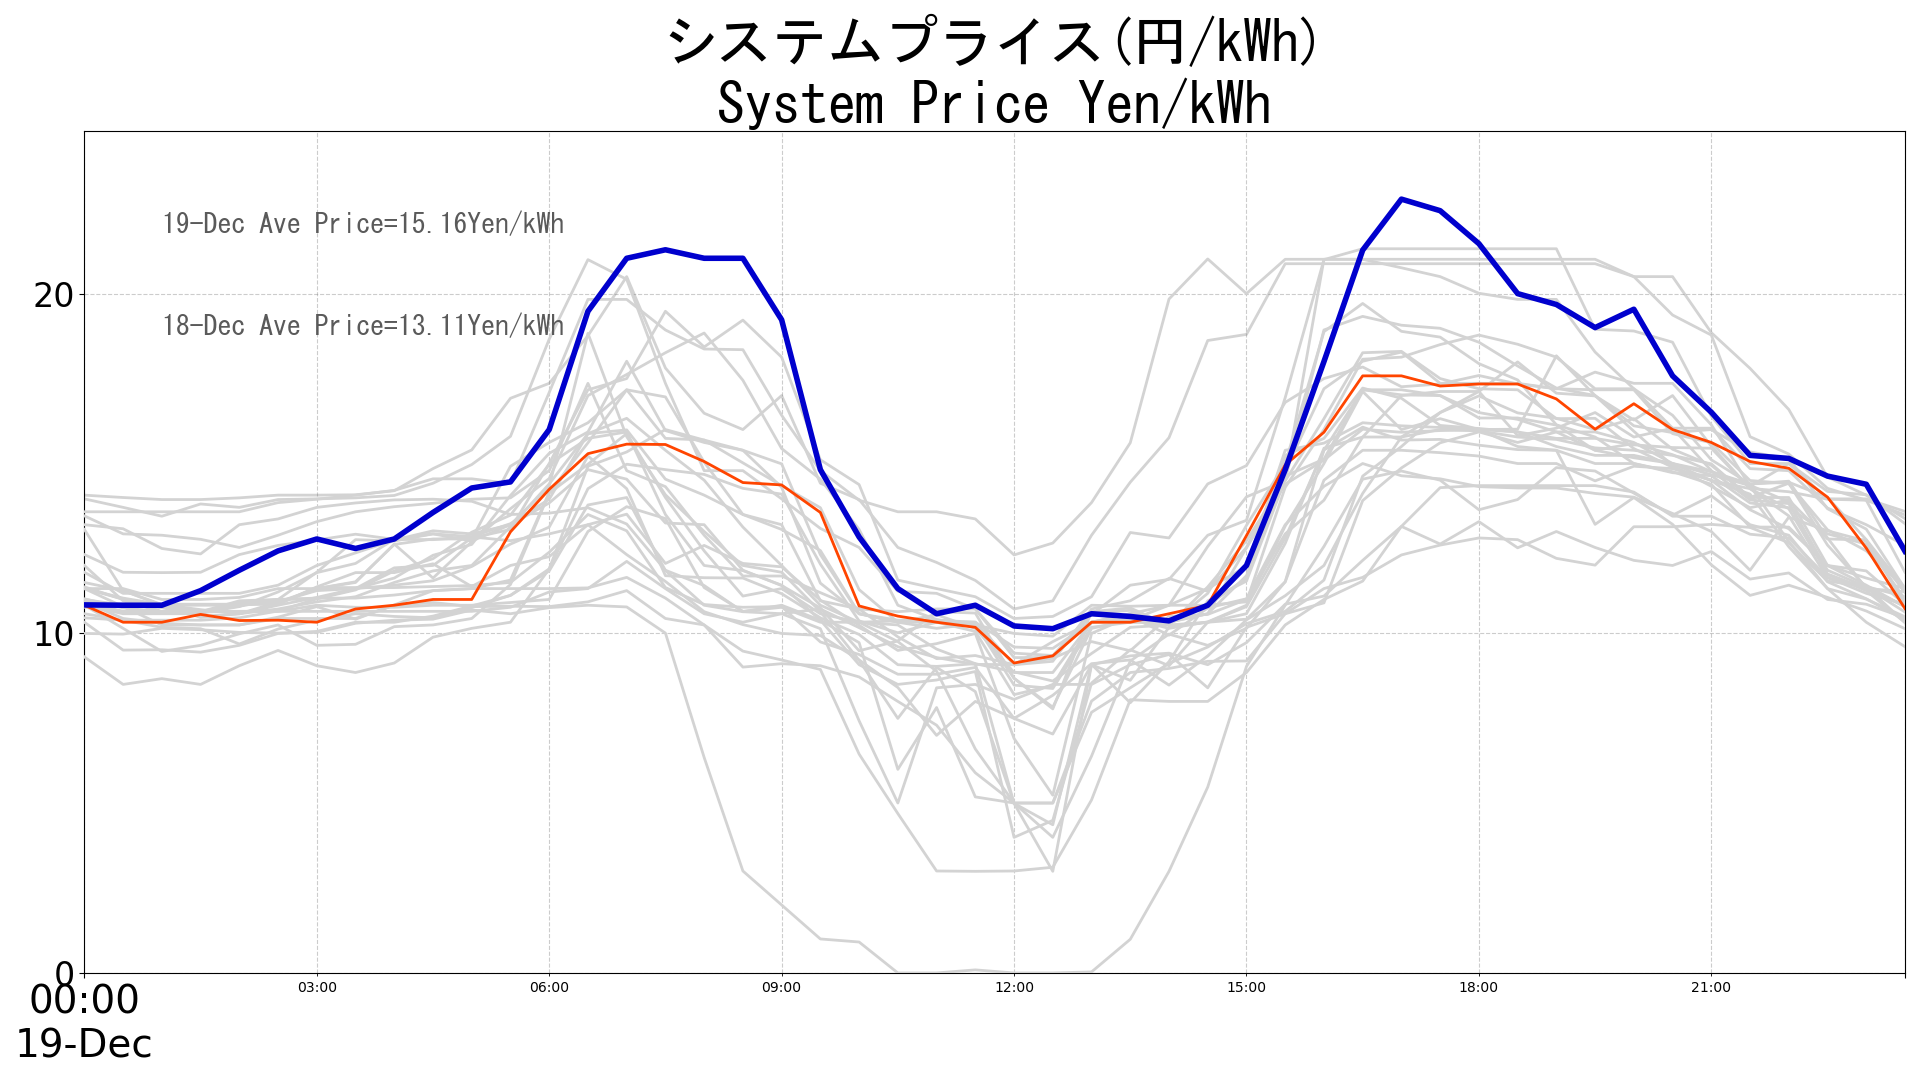 システムプライス(円/kWh)
System Price Yen/kWh
19-Dec Ave Price=15.16Yen/kWh
18-Dec Ave Price=13.11Yen/kWh
20
10
0
00:00
03:00
06:00
09:00
12:00
15:00
18:00
21:00
19-Dec